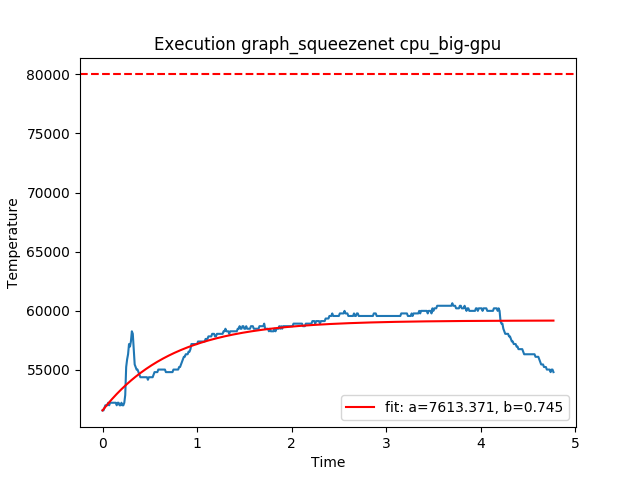 Execution graph_squeezenet cpu_big-gpu
80000
75000
70000
65000
60000
55000
Temperature
fit: a=7613.371, b=0.745
0 1 2 3 4 5
Time